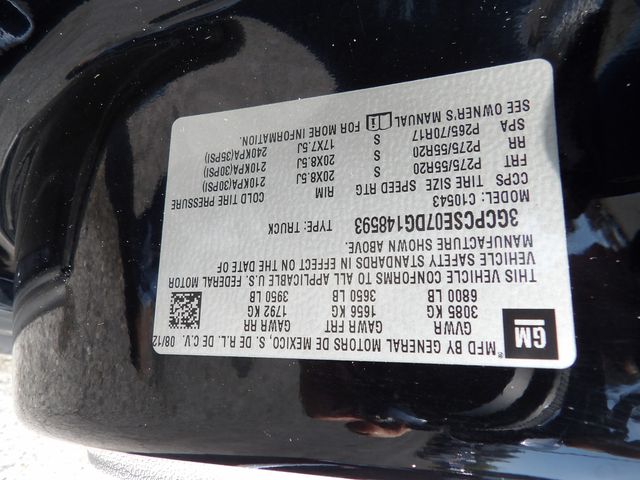 GM
MFD BY GENERAL MOTORS DE MEXICO, S. DE R.L. DE C.V. 08/12
GVWR GAWR FRT GAWR RR
3085 KG 1656 KG 1792 KG
6800 LB 3650 LB 3950 LB
THIS VEHICLE CONFORMS TO ALL APPLICABLE U.S. FEDERAL MOTOR
VEHICLE SAFETY STANDARDS IN EFFECT ON THE DATE OF
MANUFACTURE SHOWN ABOVE.
3GCPCSE07DG148593 TYPE: TRUCK
MODEL: C10543
CCPS TIRE SIZE SPEED RTG RIM COLD TIRE PRESSURE
FRT P275/55R20 S 20X8.5J 210KPA(30PSI)
RR P275/55R20 S 20X8.5J 210KPA(30PSI)
SPA P265/70R17 S 17X7.5J 240KPA(35PSI)
SEE OWNER'S MANUAL FOR MORE INFORMATION.